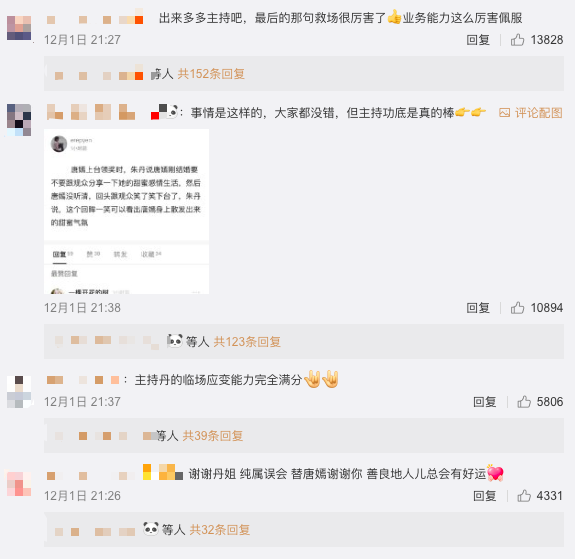 出来多多主持吧，最后的那句救场很厉害了👍业务能力这么厉害佩服
12月1日 21:27 回复 13828
等人 共152条回复
：事情是这样的，大家都没错，但主持功底是真的棒👉👉 评论配图
唐嫣上台领奖时，朱丹说唐嫣刚结婚要
不要跟观众分享一下她的甜蜜感情生活，然后
唐嫣没听清，回头跟观众笑了笑下台了，朱丹
说，这个回眸一笑可以看出唐嫣身上散发出来
的甜蜜气氛
回复 赞 转发 收藏
最赞回复
12月1日 21:38 回复 10894
等人 共123条回复
：主持丹的临场应变能力完全满分🤟🤟
12月1日 21:37 回复 5806
等人 共39条回复
谢谢丹姐 纯属误会 替唐嫣谢谢你 善良地人儿总会有好运💘
12月1日 21:26 回复 4331
等人 共32条回复